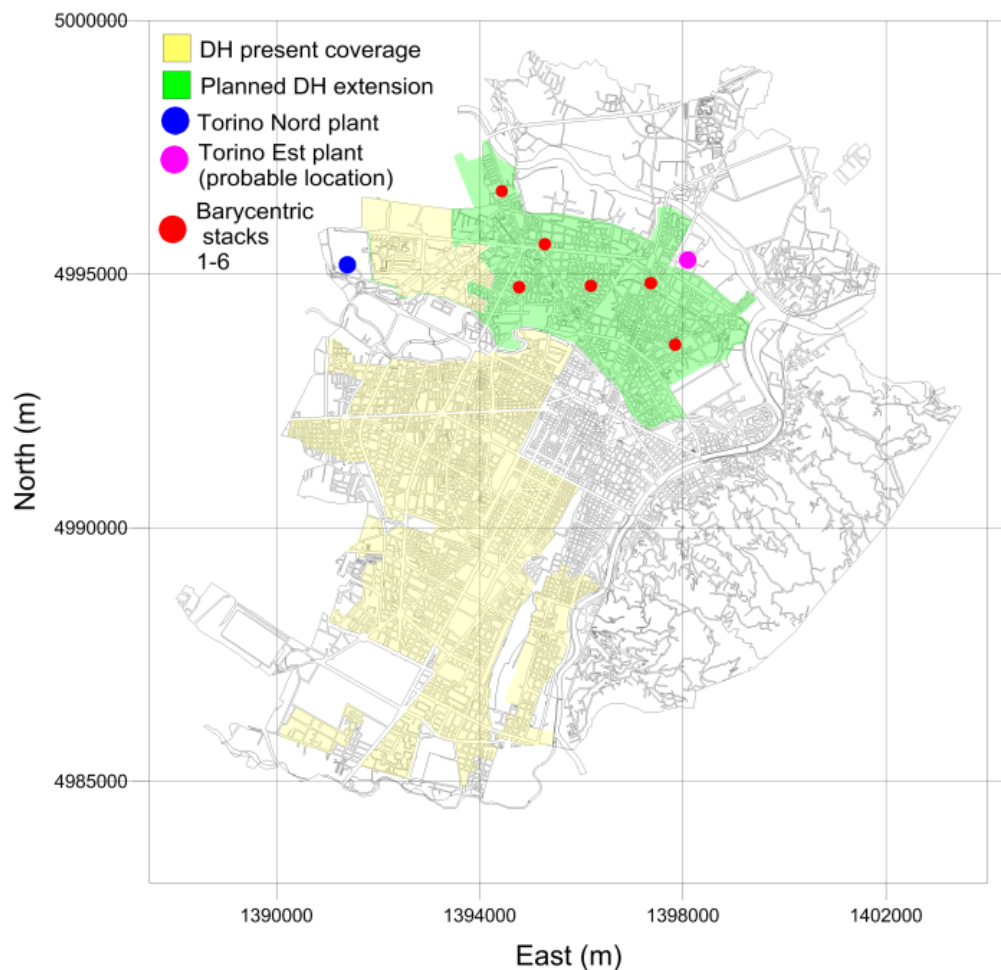 5000000
DH present coverage
Planned DH extension
Torino Nord plant
Torino Est plant
(probable location)
Barycentric
stacks
1-6
4995000
North (m)
4990000
4985000
1390000 1394000 1398000 1402000
East (m)